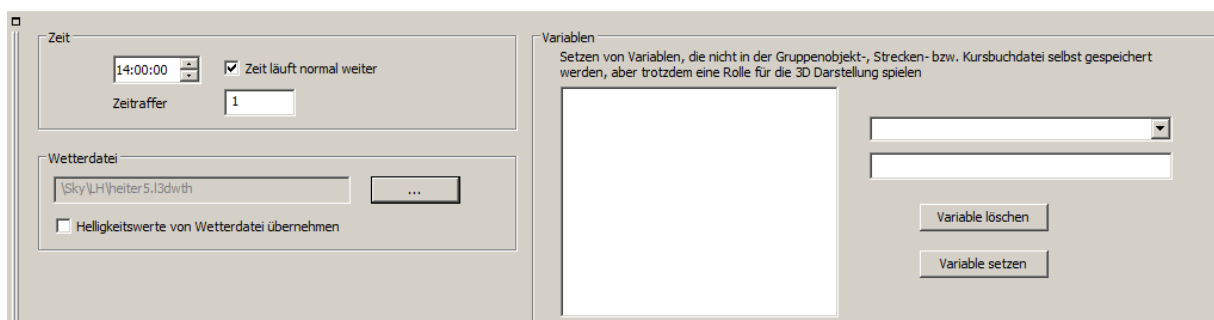 Zeit
14:00:00
Zeit läuft normal weiter
Zeitraffer
1
Wetterdatei
\Sky\LH\heiter5.l3dwth
...
Helligkeitswerte von Wetterdatei übernehmen
Variablen
Setzen von Variablen, die nicht in der Gruppenobjekt-, Strecken- bzw. Kursbuchdatei selbst gespeichert
werden, aber trotzdem eine Rolle für die 3D Darstellung spielen
Variable löschen
Variable setzen